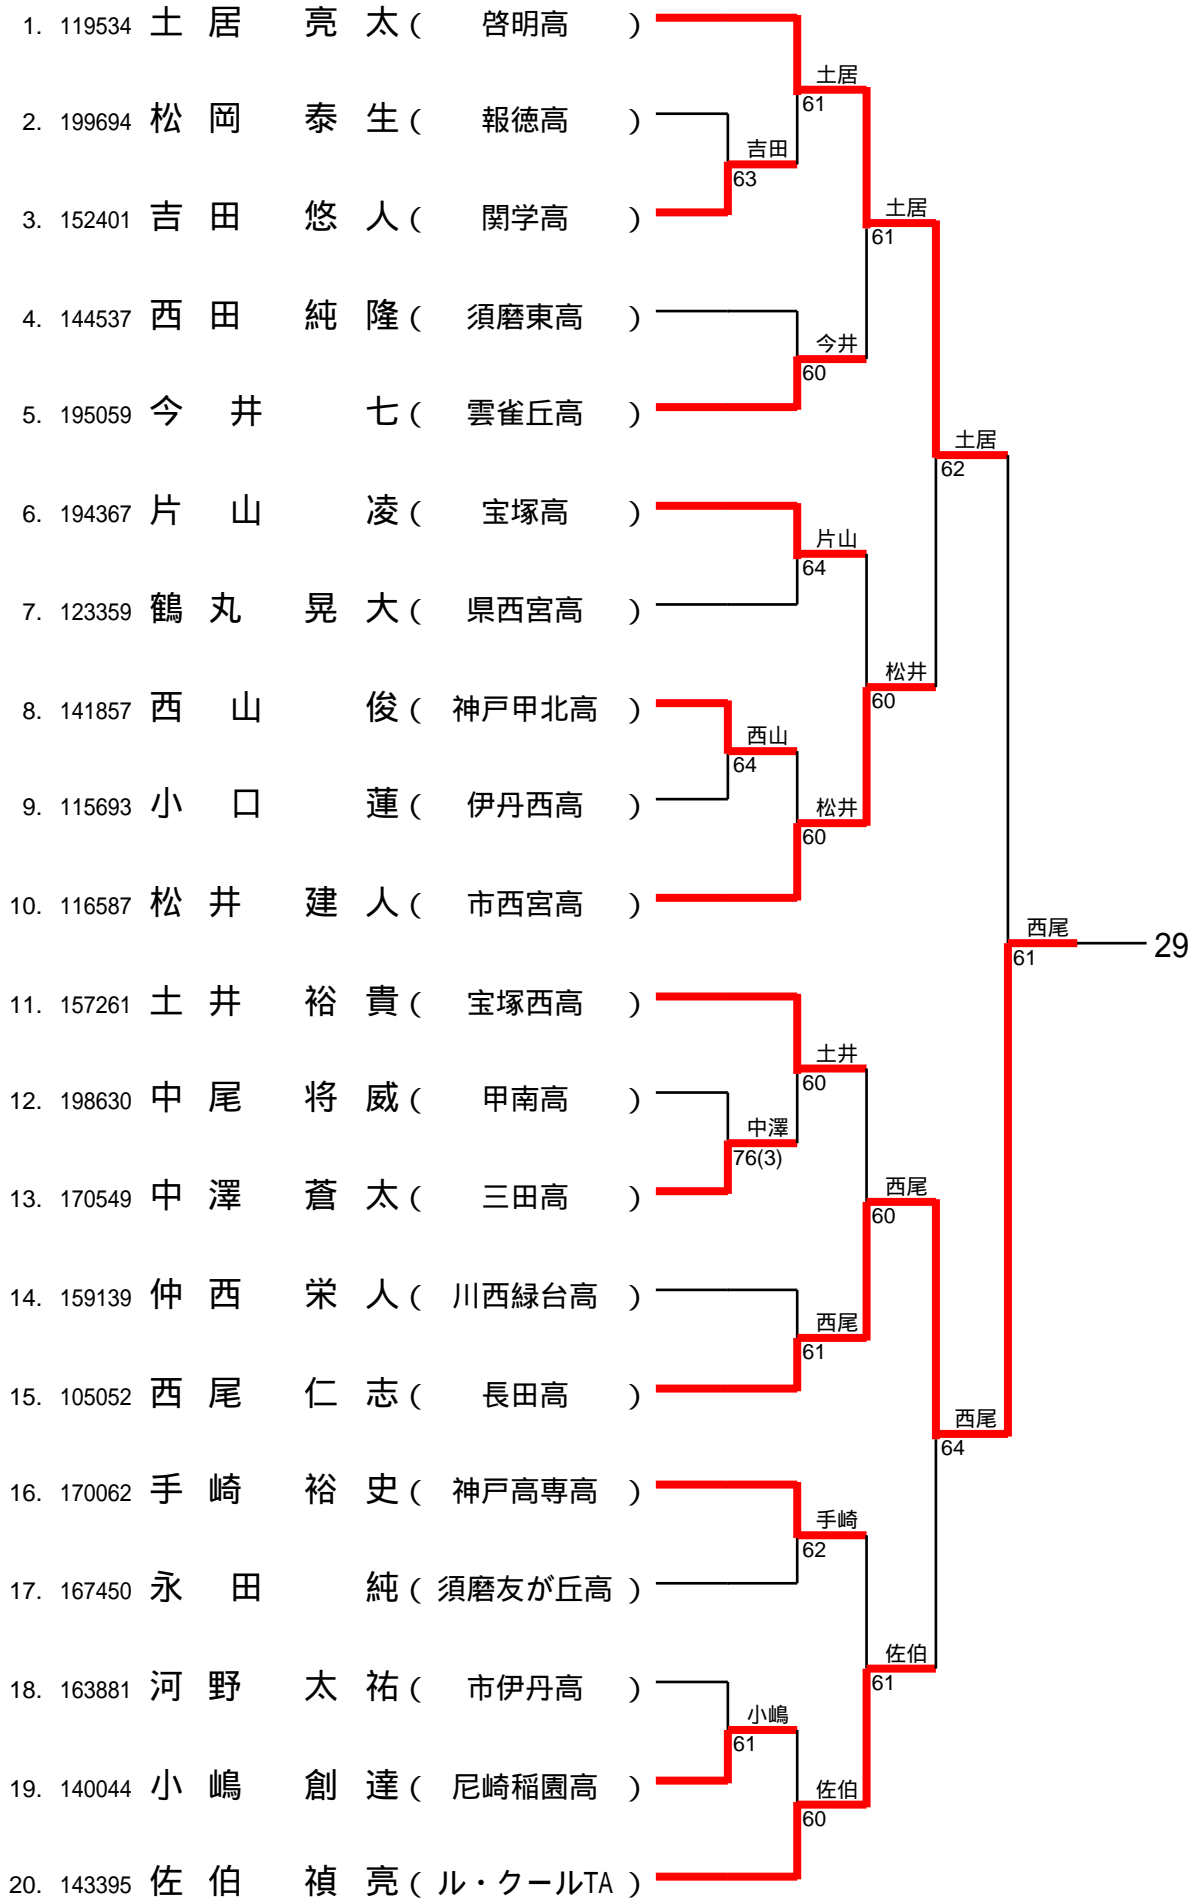 1. 119534 土居 亮太 ( 啓明高 )
土居
61
2. 199694 松岡 泰生 ( 報徳高 )
吉田
63
3. 152401 吉田 悠人 ( 関学高 )
土居
61
4. 144537 西田 純隆 ( 須磨東高 )
今井
60
5. 195059 今井 七 ( 雲雀丘高 )
土居
62
6. 194367 片山 凌 ( 宝塚高 )
片山
64
7. 123359 鶴丸 晃大 ( 県西宮高 )
松井
60
8. 141857 西山 俊 ( 神戸甲北高 )
西山
64
9. 115693 小口 蓮 ( 伊丹西高 )
松井
60
10. 116587 松井 建人 ( 市西宮高 )
西尾
61
29
11. 157261 土井 裕貴 ( 宝塚西高 )
土井
60
12. 198630 中尾 将威 ( 甲南高 )
中澤
76(3)
13. 170549 中澤 蒼太 ( 三田高 )
西尾
60
14. 159139 仲西 栄人 ( 川西緑台高 )
西尾
61
15. 105052 西尾 仁志 ( 長田高 )
西尾
64
16. 170062 手崎 裕史 ( 神戸高専高 )
手崎
62
17. 167450 永田 純 ( 須磨友が丘高 )
佐伯
61
18. 163881 河野 太祐 ( 市伊丹高 )
小嶋
61
19. 140044 小嶋 創達 ( 尼崎稲園高 )
佐伯
60
20. 143395 佐伯 禎亮 ( ル・クールTA )